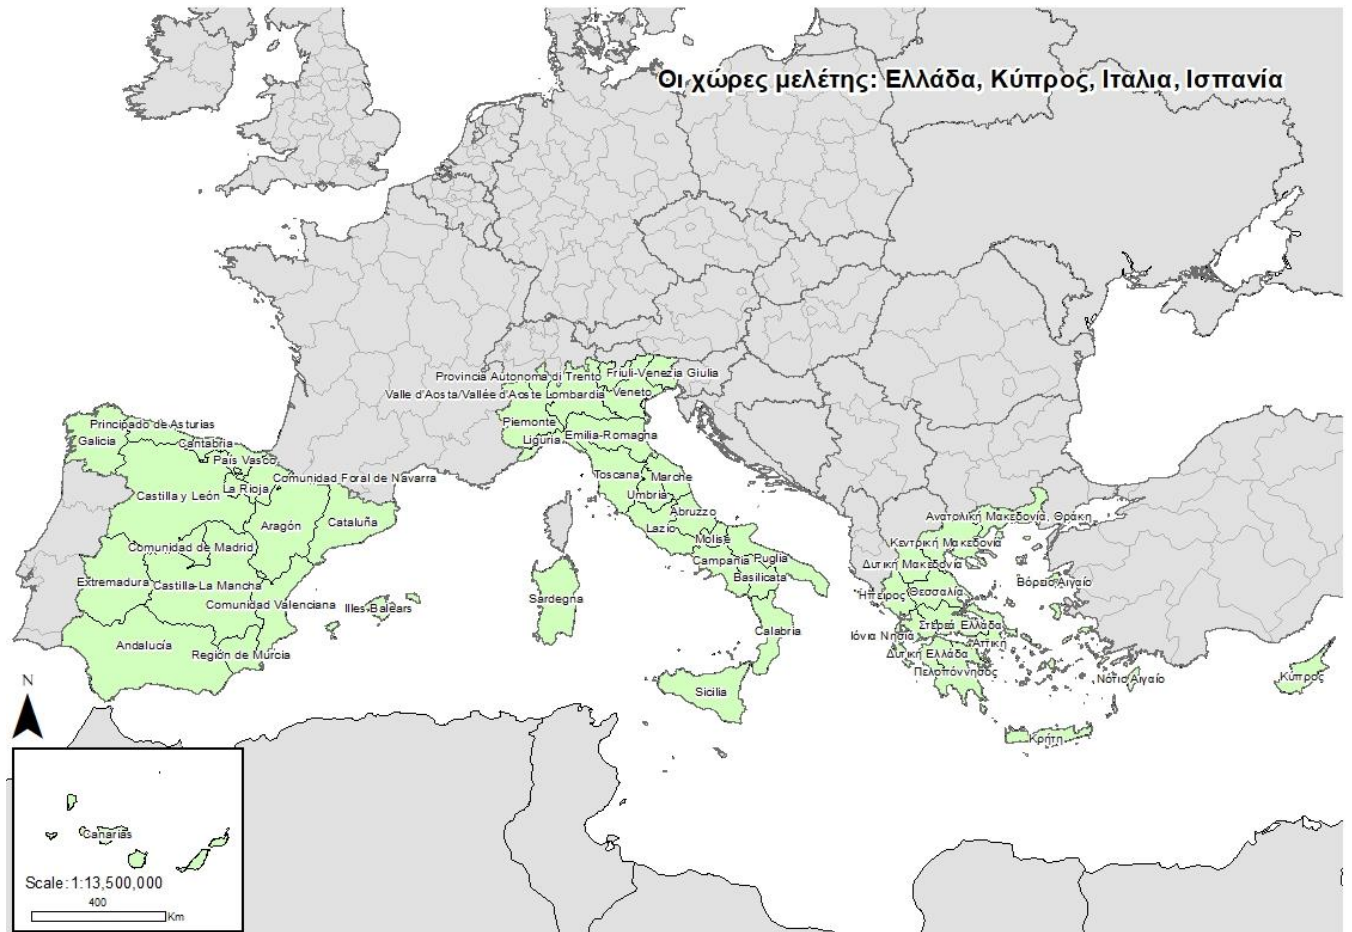 Οι χώρες μελέτης: Ελλάδα, Κύπρος, Ιταλια, Ισπανία
Provincia Autonoma di Trento
Friuli-Venezia Giulia
Valle d'Aosta/Vallée d'Aoste
Lombardia
Veneto
Piemonte
Liguria
Emilia-Romagna
Toscana
Marche
Umbria
Abruzzo
Lazio
Molise
Campania
Puglia
Basilicata
Sardegna
Calabria
Sicilia
Principado de Asturias
Galicia
Cantabria
País Vasco
Comunidad Foral de Navarra
La Rioja
Castilla y León
Aragón
Cataluña
Comunidad de Madrid
Extremadura
Castilla-La Mancha
Comunidad Valenciana
Illes Balears
Andalucía
Región de Murcia
Ανατολική Μακεδονία, Θράκη
Κεντρική Μακεδονία
Δυτική Μακεδονία
Βόρειο Αιγαίο
Ήπειρος
Θεσσαλία
Στερεά Ελλάδα
Ιόνια Νησιά
Αττική
Δυτική Ελλάδα
Πελοπόννησος
Νότιο Αιγαίο
Κύπρος
Κρήτη
N
Canarias
Scale: 1:13,500,000
400
Km